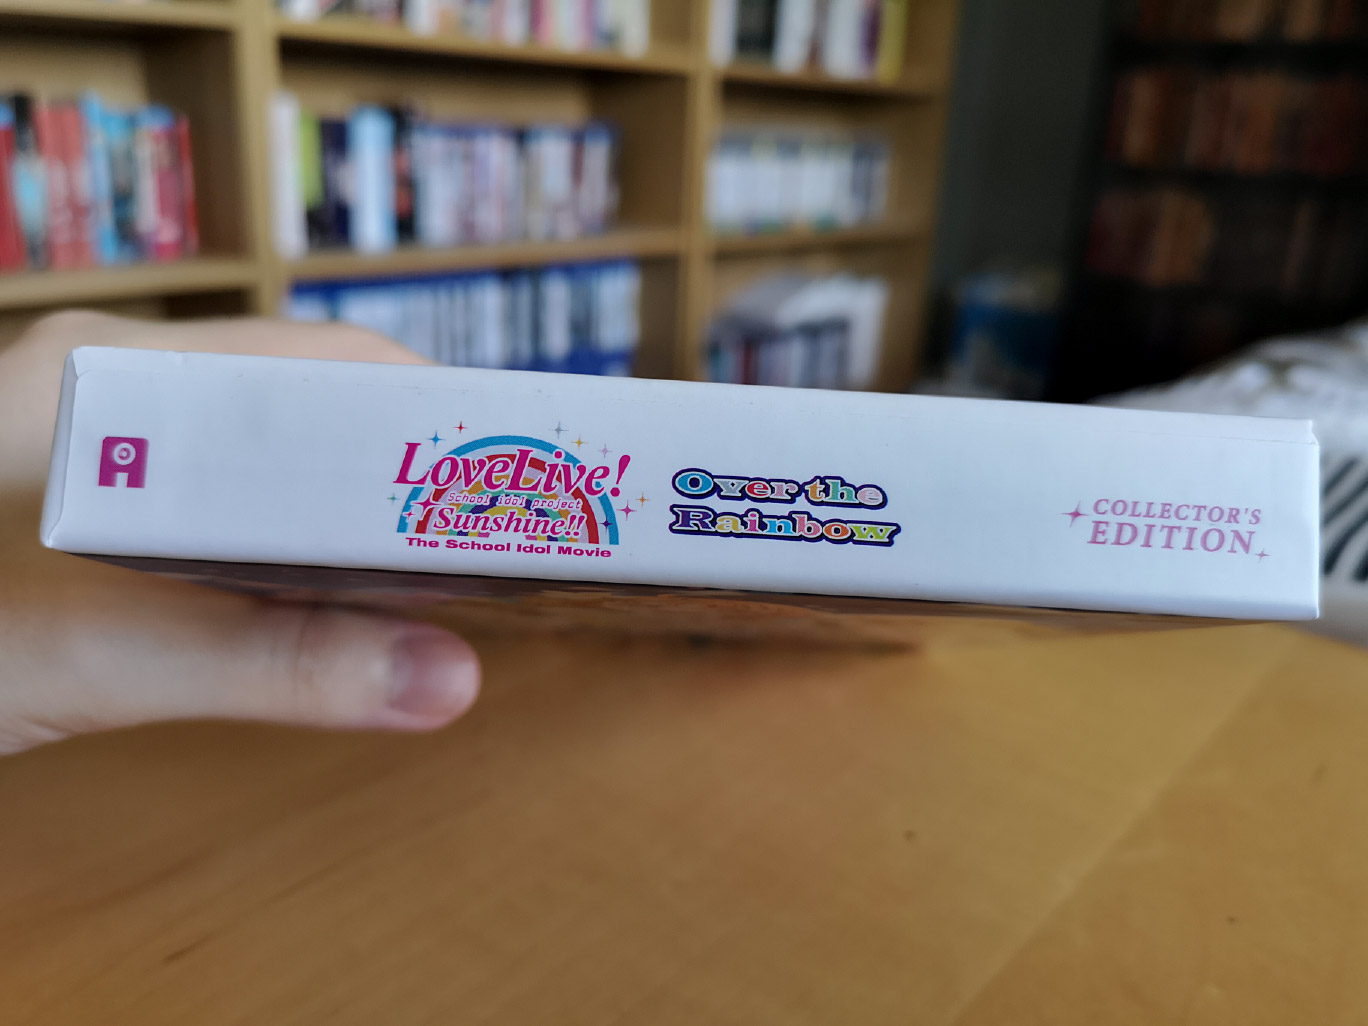 LoveLive!
School idol project
Sunshine!!
The School Idol Movie
Over the
Rainbow
COLLECTOR'S
EDITION